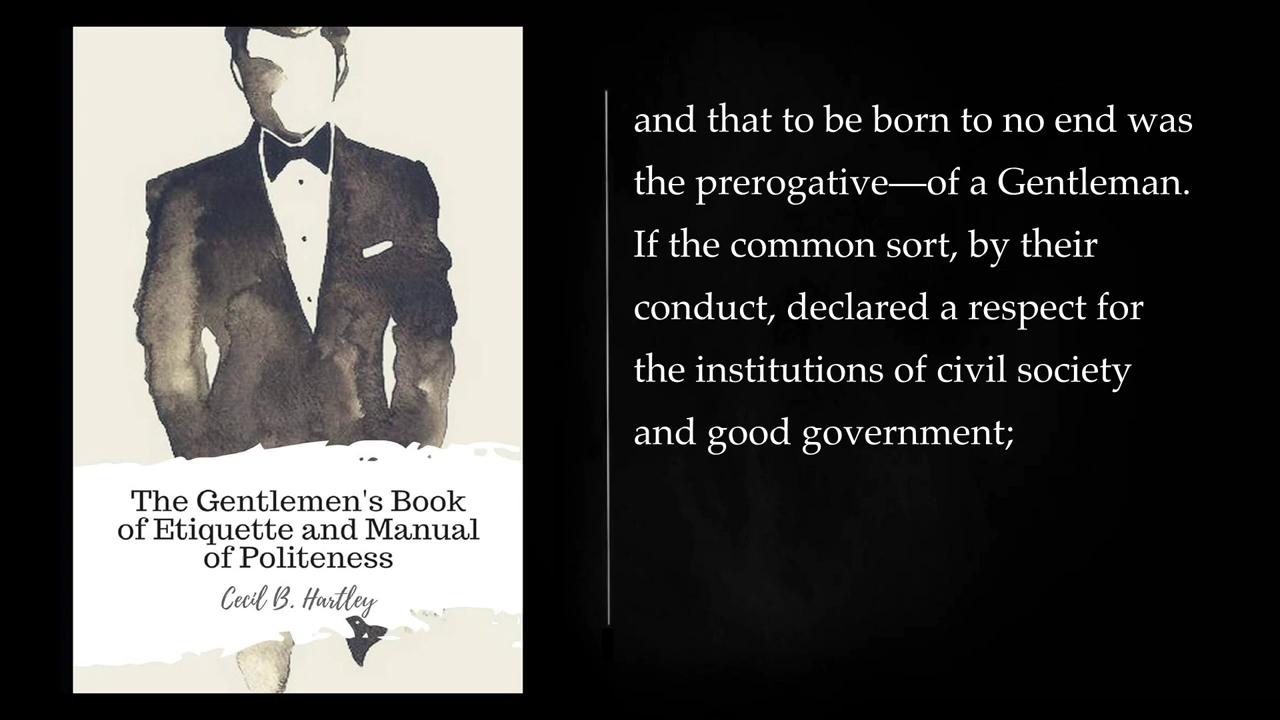 The Gentlemen's Book
of Etiquette and Manual
of Politeness
Cecil B. Hartley
and that to be born to no end was
the prerogative—of a Gentleman.
If the common sort, by their
conduct, declared a respect for
the institutions of civil society
and good government;